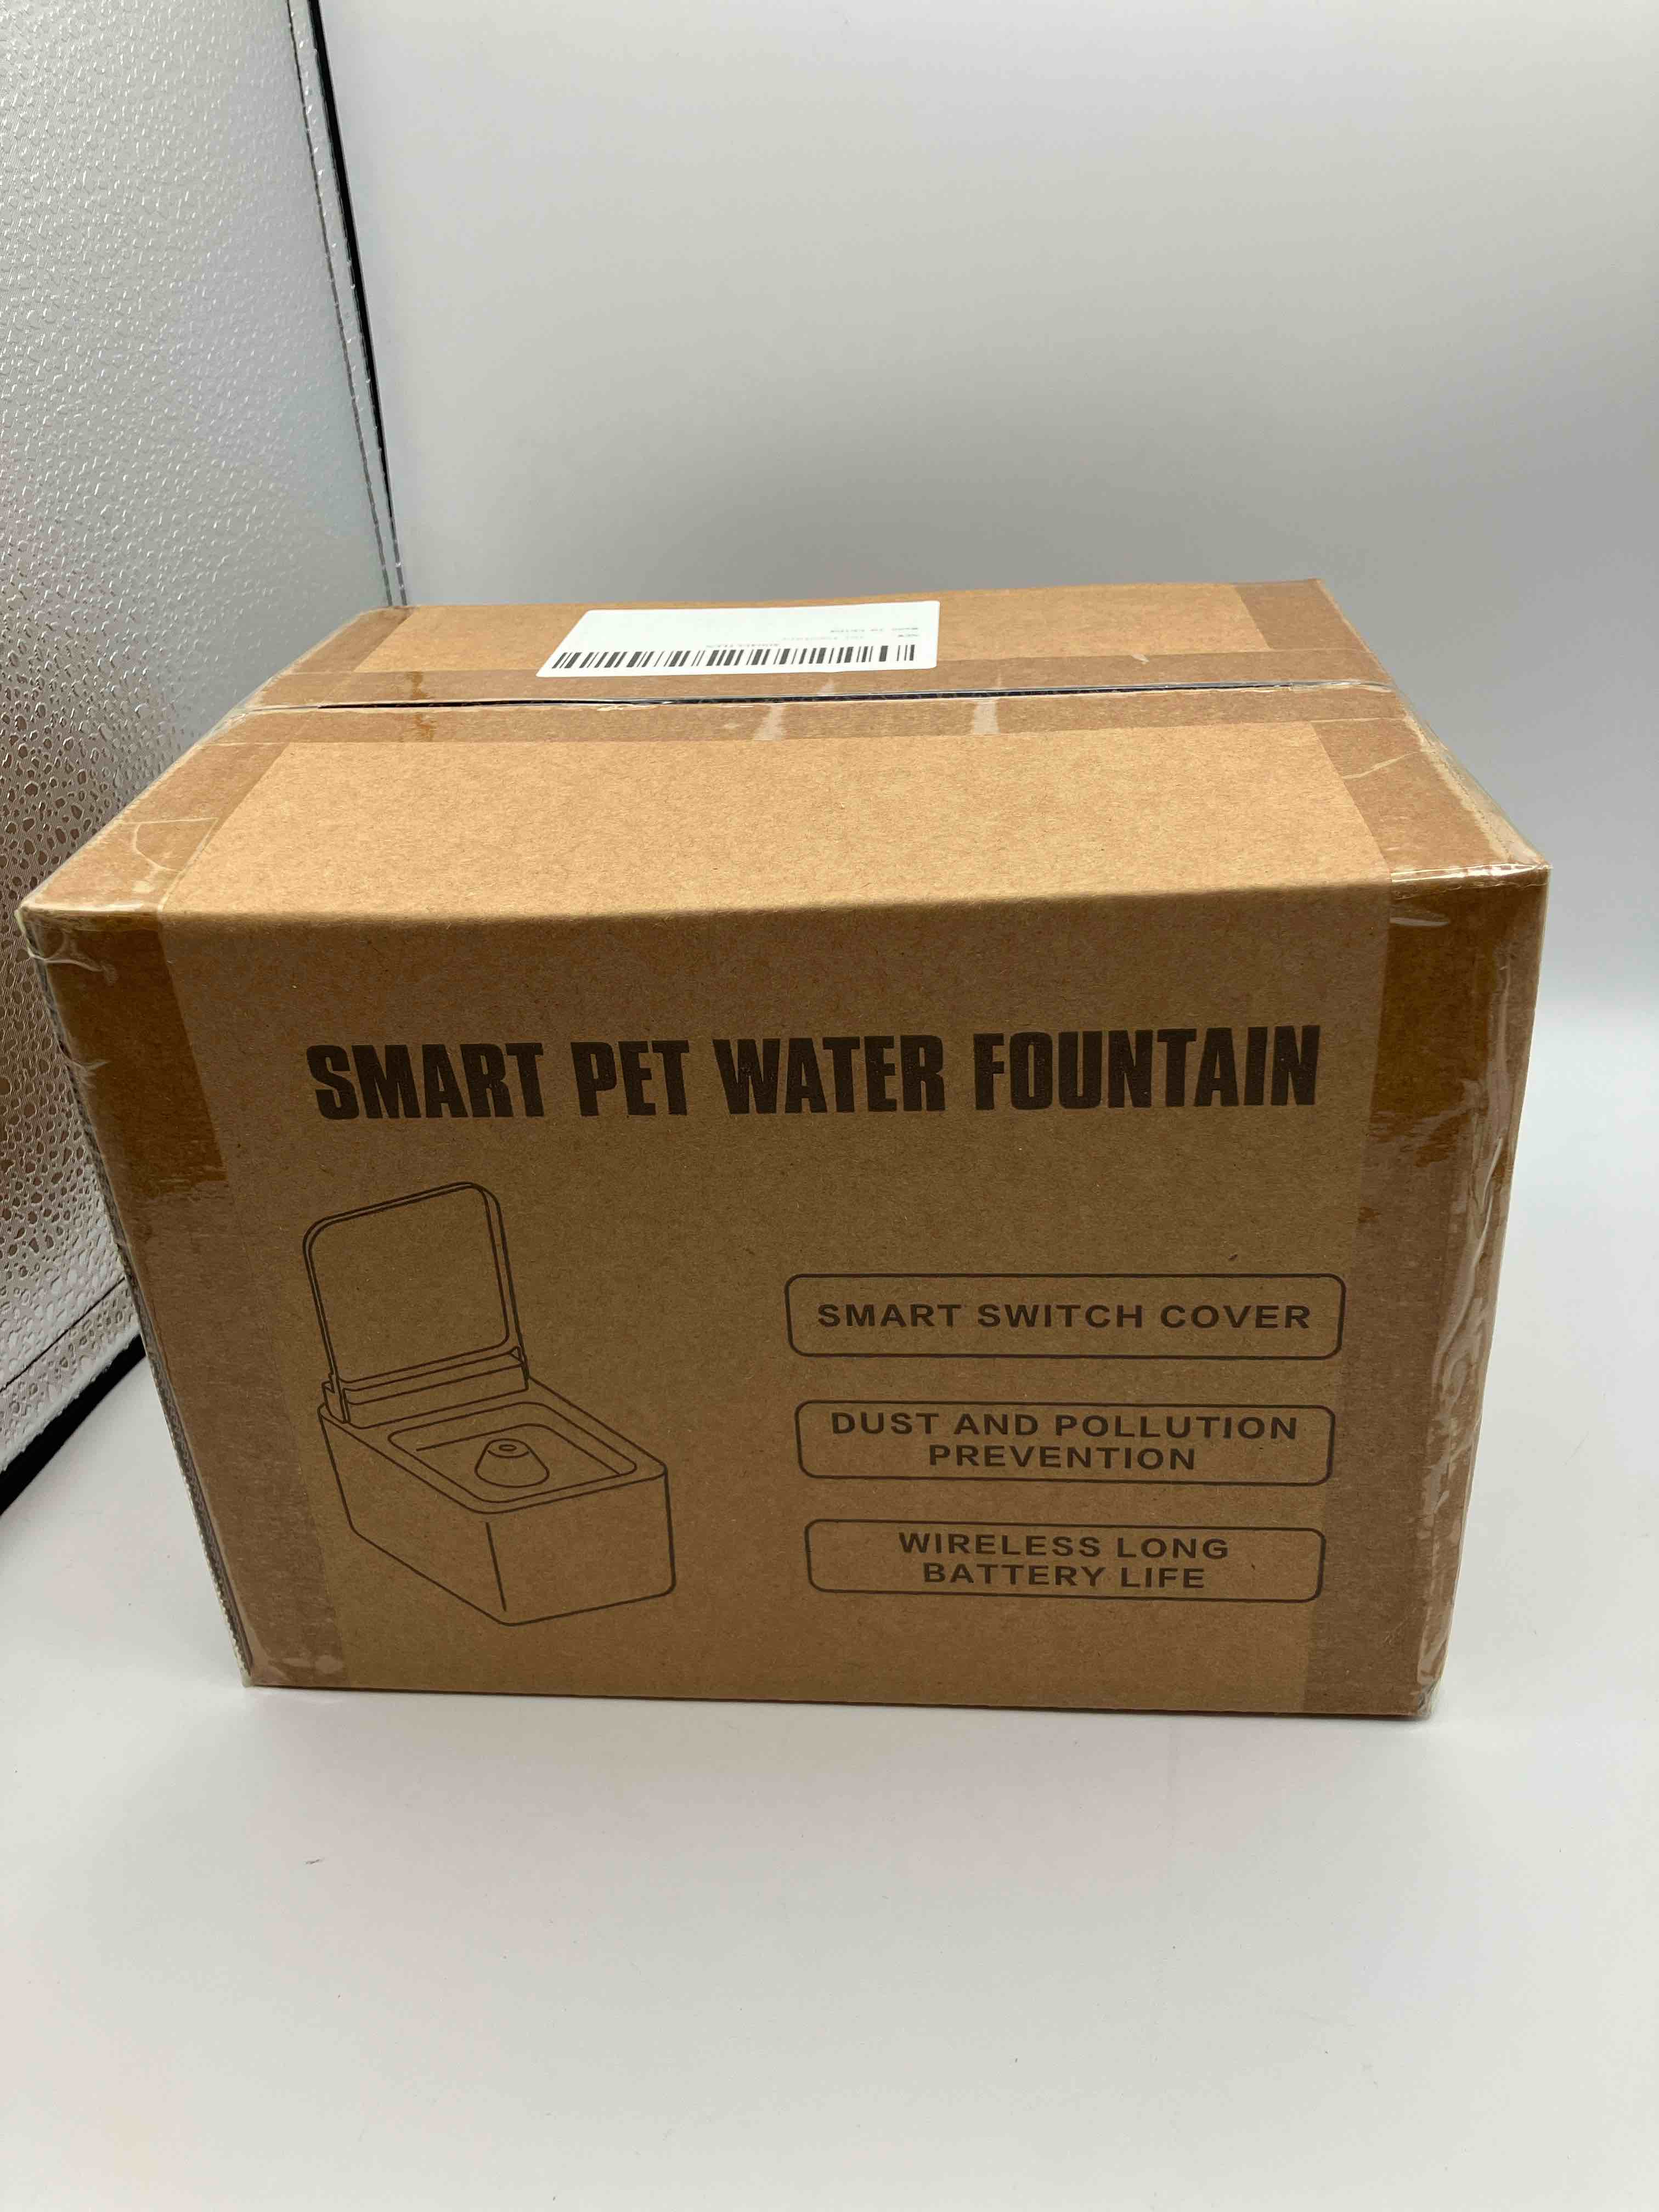 SMART PET WATER FOUNTAIN
SMART SWITCH COVER
DUST AND POLLUTION
PREVENTION
WIRELESS LONG
BATTERY LIFE